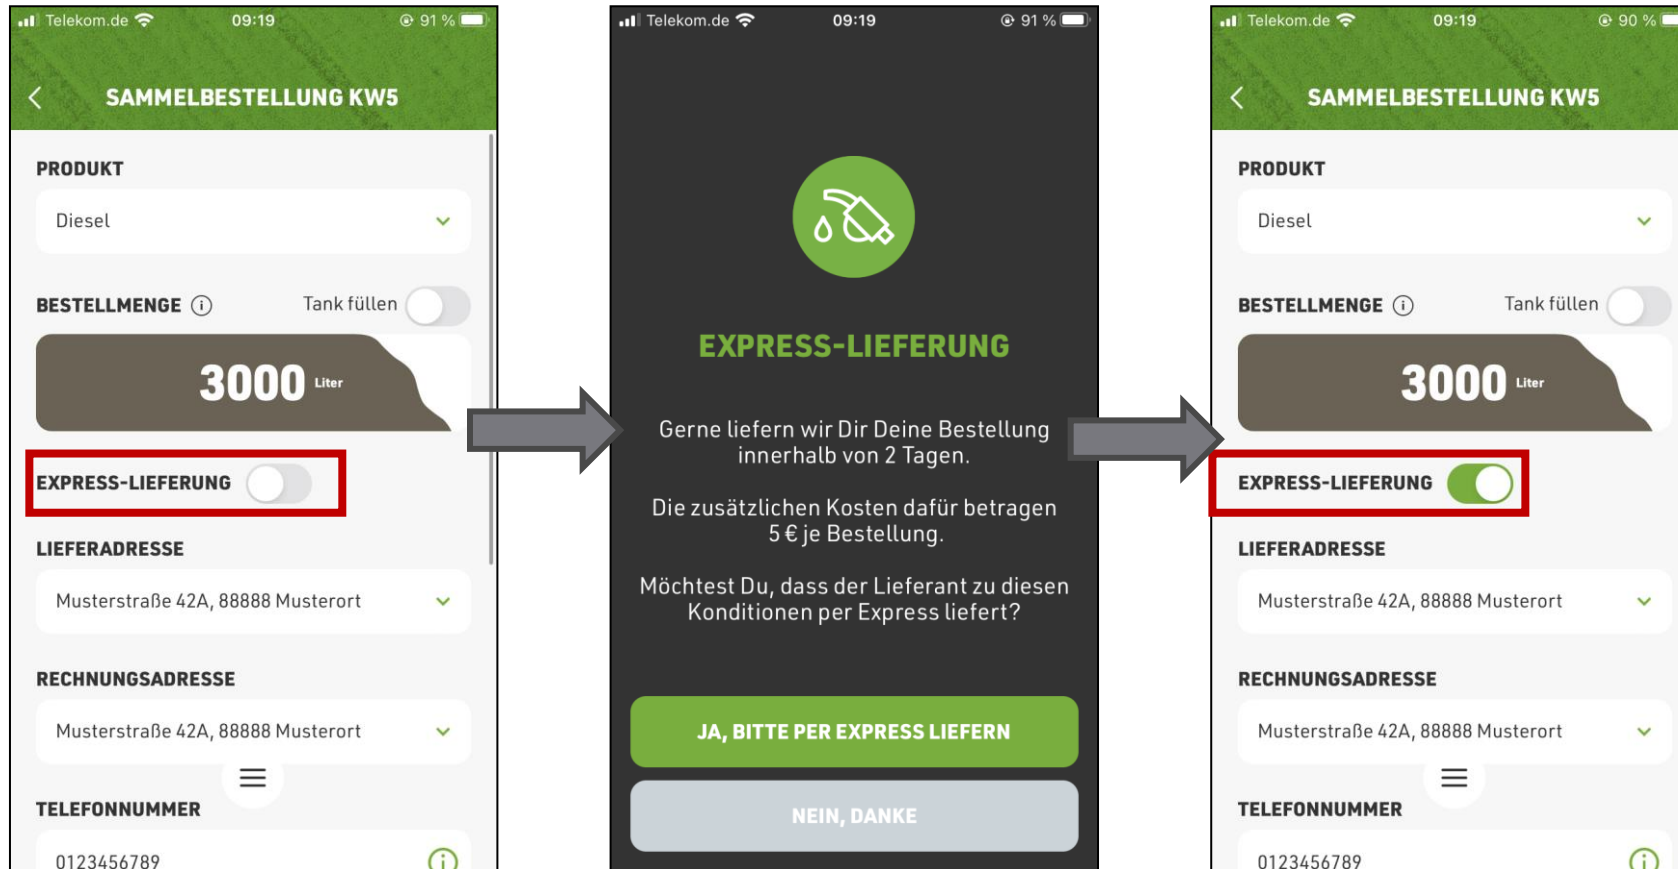 Telekom.de 09:19 91 %
SAMMELBESTELLUNG KW5
PRODUKT
Diesel
BESTELLMENGE Tank füllen
3000 Liter
EXPRESS-LIEFERUNG
LIEFERADRESSE
Musterstraße 42A, 88888 Musterort
RECHNUNGSADRESSE
Musterstraße 42A, 88888 Musterort
TELEFONNUMMER
0123456789
Telekom.de 09:19 91 %
EXPRESS-LIEFERUNG
Gerne liefern wir Dir Deine Bestellung
innerhalb von 2 Tagen.
Die zusätzlichen Kosten dafür betragen
5 € je Bestellung.
Möchtest Du, dass der Lieferant zu diesen
Konditionen per Express liefert?
JA, BITTE PER EXPRESS LIEFERN
NEIN, DANKE
Telekom.de 09:19 90 %
SAMMELBESTELLUNG KW5
PRODUKT
Diesel
BESTELLMENGE Tank füllen
3000 Liter
EXPRESS-LIEFERUNG
LIEFERADRESSE
Musterstraße 42A, 88888 Musterort
RECHNUNGSADRESSE
Musterstraße 42A, 88888 Musterort
TELEFONNUMMER
0123456789